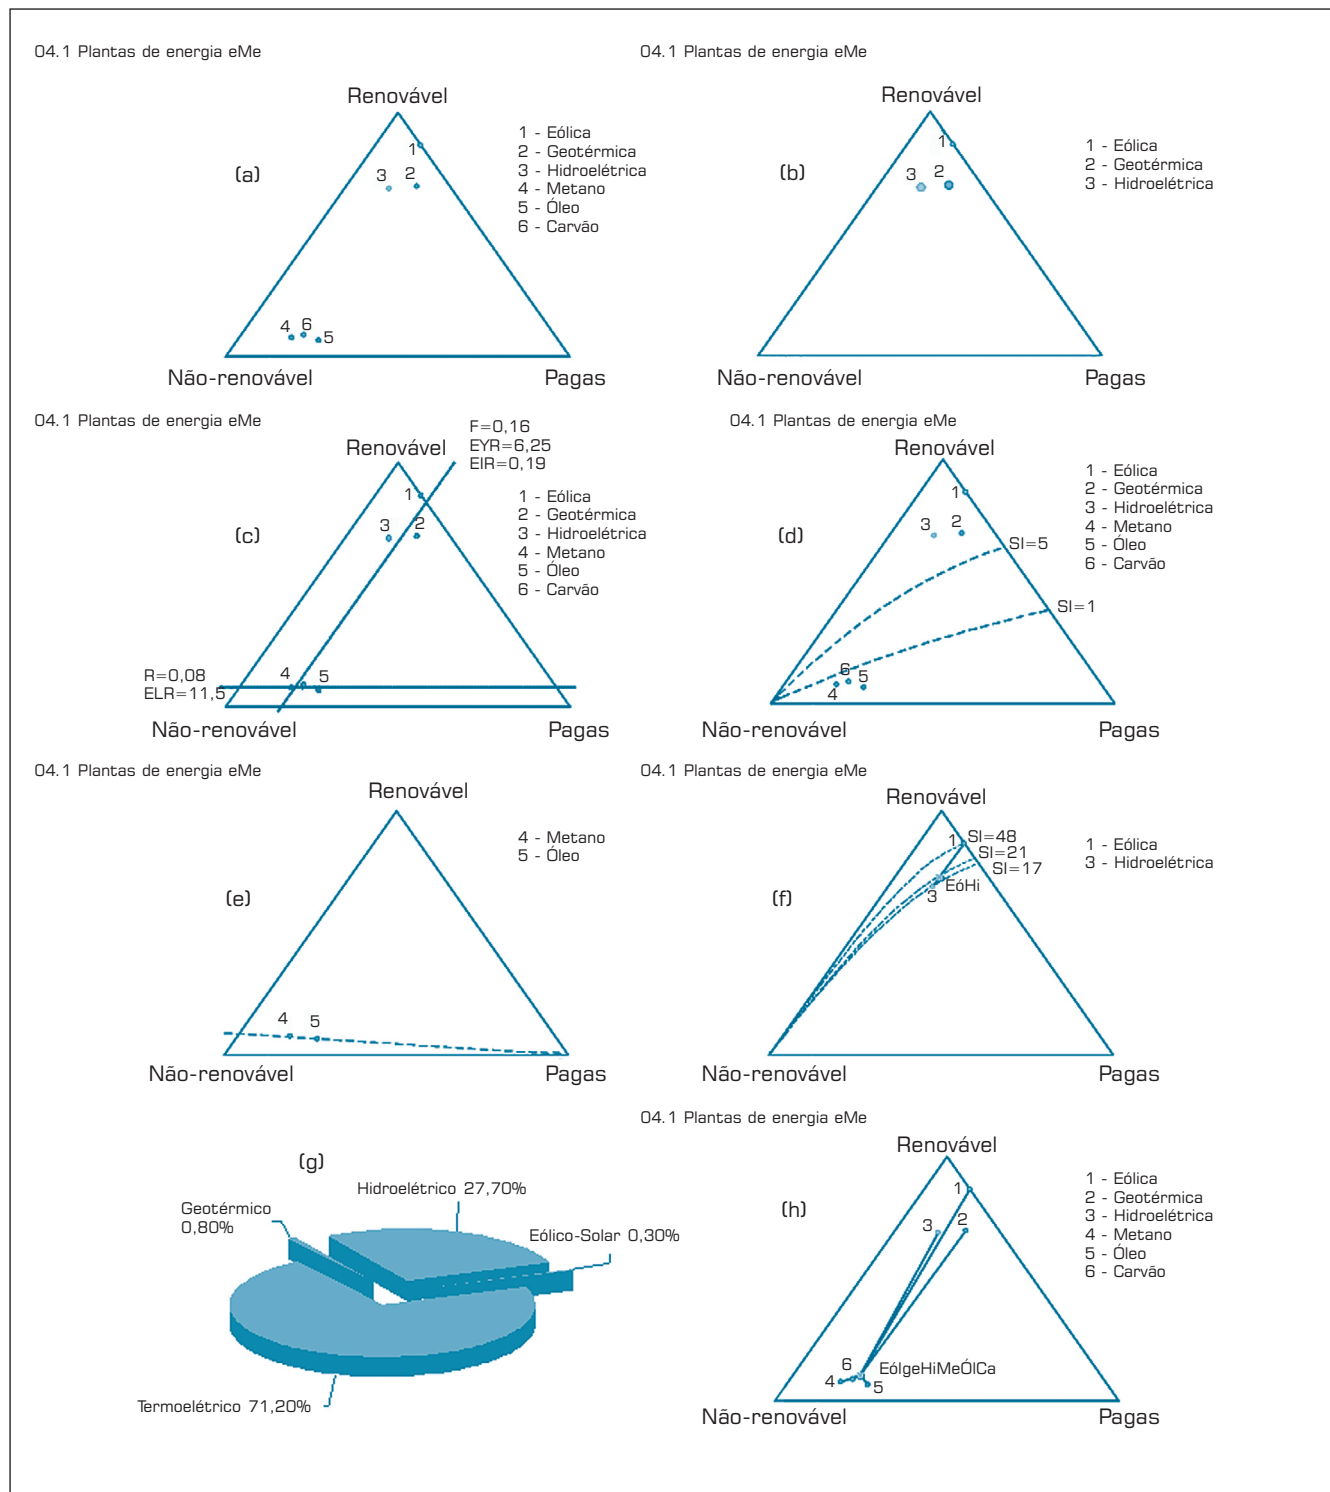 04.1 Plantas de energia eMe
Renovável
(a)
1 - Eólica
2 - Geotérmica
3 - Hidroelétrica
4 - Metano
5 - Óleo
6 - Carvão
1
3 2
4 6 5
Não-renovável
Pagas
04.1 Plantas de energia eMe
Renovável
(b)
1 - Eólica
2 - Geotérmica
3 - Hidroelétrica
1
3 2
Não-renovável
Pagas
04.1 Plantas de energia eMe
Renovável
F=0,16
EYR=6,25
EIR=0,19
(c)
1 - Eólica
2 - Geotérmica
3 - Hidroelétrica
4 - Metano
5 - Óleo
6 - Carvão
1
3 2
R=0,08
ELR=11,5
4 5
Não-renovável
Pagas
04.1 Plantas de energia eMe
Renovável
(d)
1 - Eólica
2 - Geotérmica
3 - Hidroelétrica
4 - Metano
5 - Óleo
6 - Carvão
1
3 2
SI=5
SI=1
6 5
4
Não-renovável
Pagas
04.1 Plantas de energia eMe
Renovável
(e)
4 - Metano
5 - Óleo
4 5
Não-renovável
Pagas
04.1 Plantas de energia eMe
Renovável
(f)
1 - Eólica
3 - Hidroelétrica
1 SI=48
SI=21
SI=17
EóHi
3
Não-renovável
Pagas
(g)
Hidroelétrico 27,70%
Geotérmico
0,80%
Eólico-Solar 0,30%
Termoelétrico 71,20%
04.1 Plantas de energia eMe
Renovável
(h)
1 - Eólica
2 - Geotérmica
3 - Hidroelétrica
4 - Metano
5 - Óleo
6 - Carvão
1
3 2
6 EólgeHiMeÓlCa
4 5
Não-renovável
Pagas